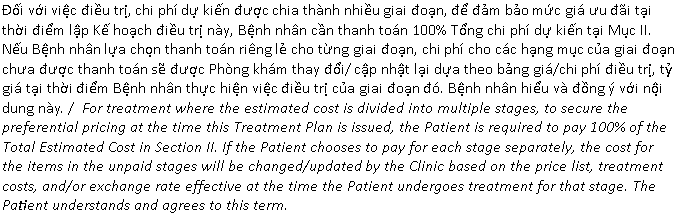 Đối với việc điều trị, chi phí dự kiến được chia thành nhiều giai đoạn, để đảm bảo mức giá ưu đãi tại
thời điểm lập Kế hoạch điều trị này, Bệnh nhân cần thanh toán 100% Tổng chi phí dự kiến tại Mục II.
Nếu Bệnh nhân lựa chọn thanh toán riêng lẻ cho từng giai đoạn, chi phí cho các hạng mục của giai đoạn
chưa được thanh toán sẽ được Phòng khám thay đổi/ cập nhật lại dựa theo bảng giá/chi phí điều trị, tỷ
giá tại thời điểm Bệnh nhân thực hiện việc điều trị của giai đoạn đó. Bệnh nhân hiểu và đồng ý với nội
dung này. / For treatment where the estimated cost is divided into multiple stages, to secure the
preferential pricing at the time this Treatment Plan is issued, the Patient is required to pay 100% of the
Total Estimated Cost in Section II. If the Patient chooses to pay for each stage separately, the cost for
the items in the unpaid stages will be changed/updated by the Clinic based on the price list, treatment
costs, and/or exchange rate effective at the time the Patient undergoes treatment for that stage. The
Patient understands and agrees to this term.